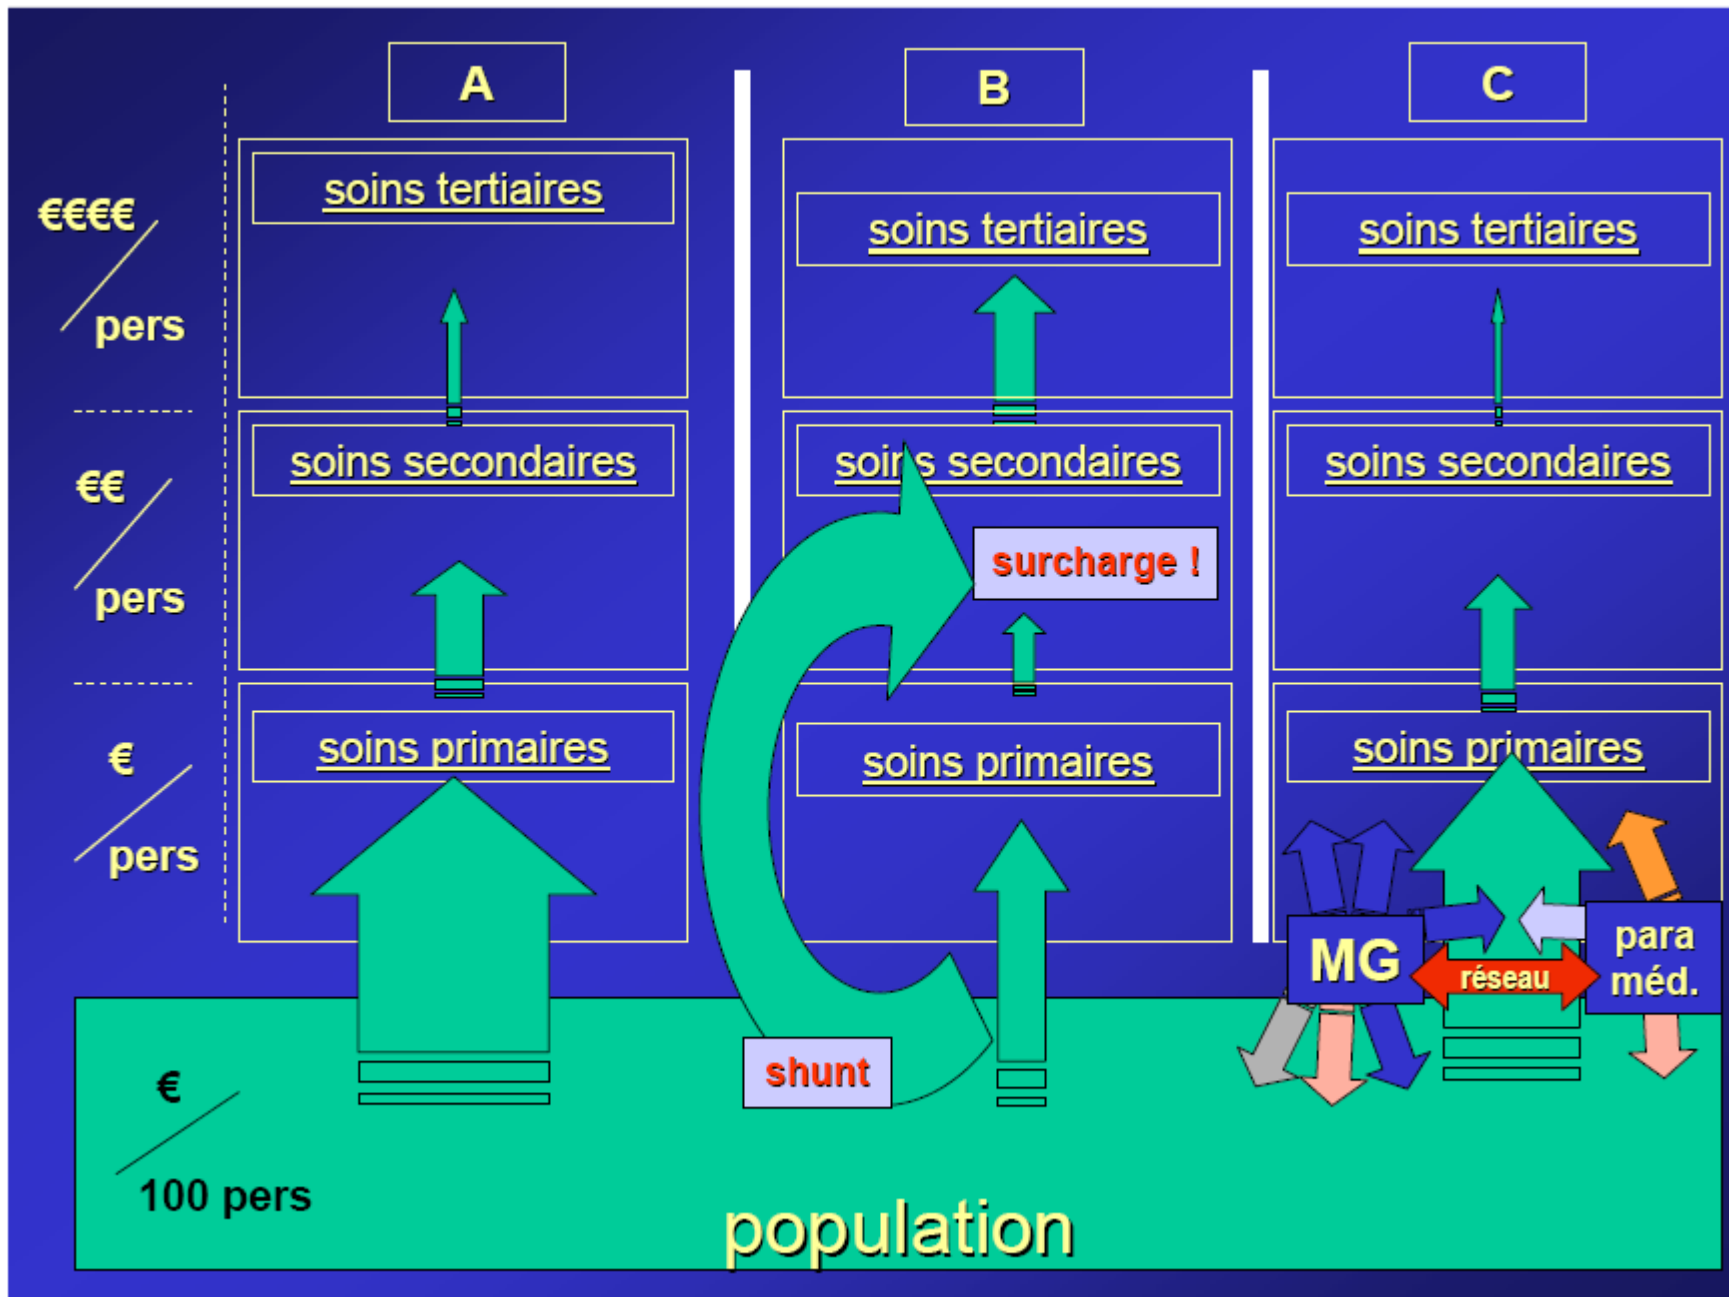 A
B
C
€€€€
pers
soins tertiaires
soins tertiaires
soins tertiaires
€€
pers
soins secondaires
soins secondaires
soins secondaires
surcharge !
€
pers
soins primaires
soins primaires
soins primaires
MG
réseau
para
méd.
shunt
€
100 pers
population